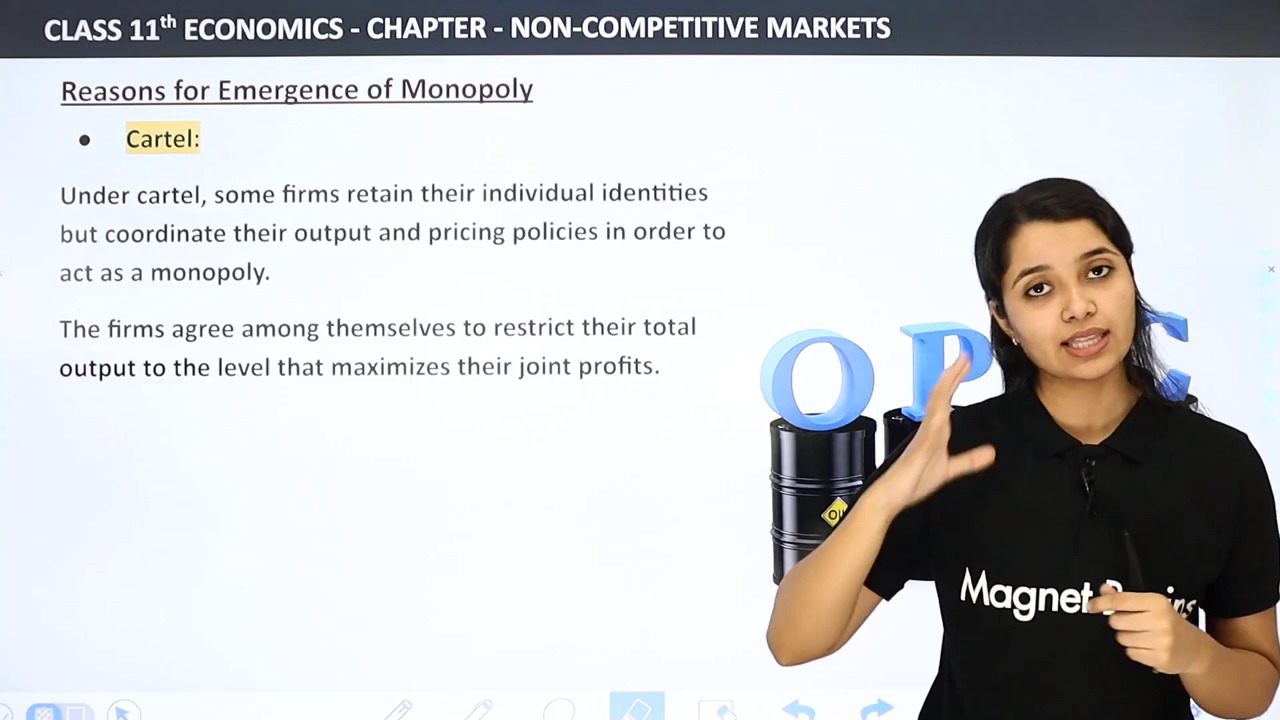 CLASS 11th ECONOMICS - CHAPTER - NON-COMPETITIVE MARKETS
Reasons for Emergence of Monopoly
• Cartel:
Under cartel, some firms retain their individual identities
but coordinate their output and pricing policies in order to
act as a monopoly.
The firms agree among themselves to restrict their total
output to the level that maximizes their joint profits.
O P C
Magnet